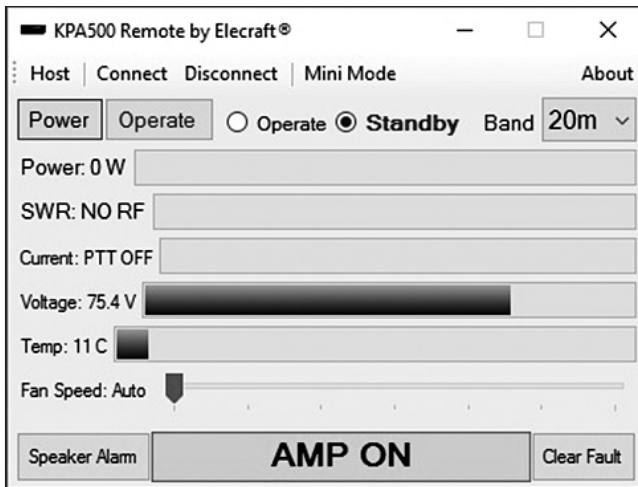 KPA500 Remote by Elecraft®
Host Connect Disconnect Mini Mode About
Power Operate Operate Standby Band 20m
Power: 0 W
SWR: NO RF
Current: PTT OFF
Voltage: 75.4 V
Temp: 11 C
Fan Speed: Auto
Speaker Alarm AMP ON Clear Fault